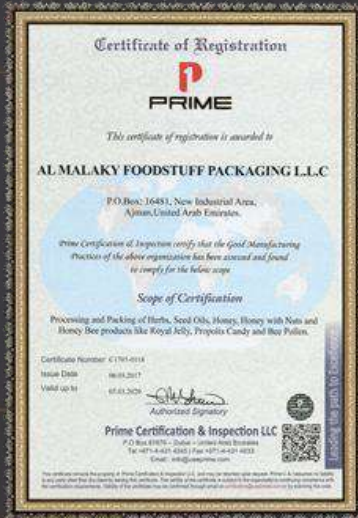 Certificate of Registration
PRIME
This certificate of registration is awarded to
AL MALAKY FOODSTUFF PACKAGING L.L.C
P.O.Box: 16481, New Industrial Area,
Ajman,United Arab Emirates.
Prime Certification & Inspection certify that the Good Manufacturing
Practices of the above organization has been assessed and found
to comply for the below scope
Scope of Certification
Processing and Packing of Herbs, Seed Oils, Honey, Honey with Nuts and
Honey Bee products like Royal Jelly, Propolis Candy and Bee Pollen.
Certificate Number
Issue Date
Valid up to
Authorized Signatory
Prime Certification & Inspection LLC
Leading the path to Excellence